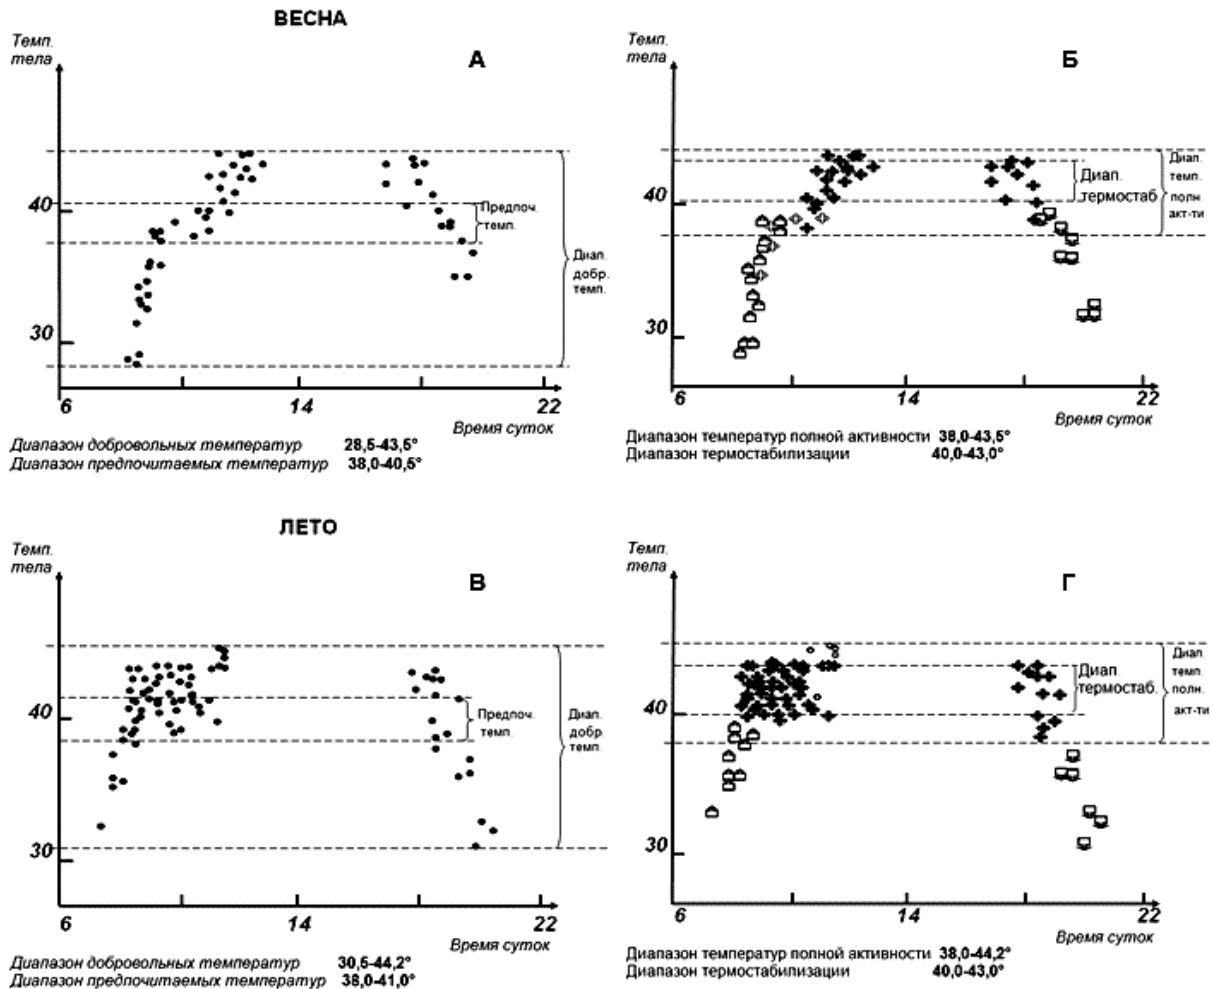 ВЕСНА
Темп.
тела
А
40
30
Предпоч.
темп.
Диап.
добр.
темп.
6
14
22
Время суток
Диапазон добровольных температур 28,5-43,5°
Диапазон предпочитаемых температур 38,0-40,5°
Темп.
тела
Б
40
30
Диап.
термостаб.
Диап.
темп.
полн
акт-ти
6
14
22
Время суток
Диапазон температур полной активности 38,0-43,5°
Диапазон термостабилизации 40,0-43,0°
ЛЕТО
Темп.
тела
В
40
30
Предпоч.
темп.
Диап.
добр.
темп.
6
14
22
Время суток
Диапазон добровольных температур 30,5-44,2°
Диапазон предпочитаемых температур 38,0-41,0°
Темп.
тела
Г
40
30
Диап.
термостаб.
Диап.
темп.
полн.
акт-ти
6
14
22
Время суток
Диапазон температур полной активности 38,0-44,2°
Диапазон термостабилизации 40,0-43,0°